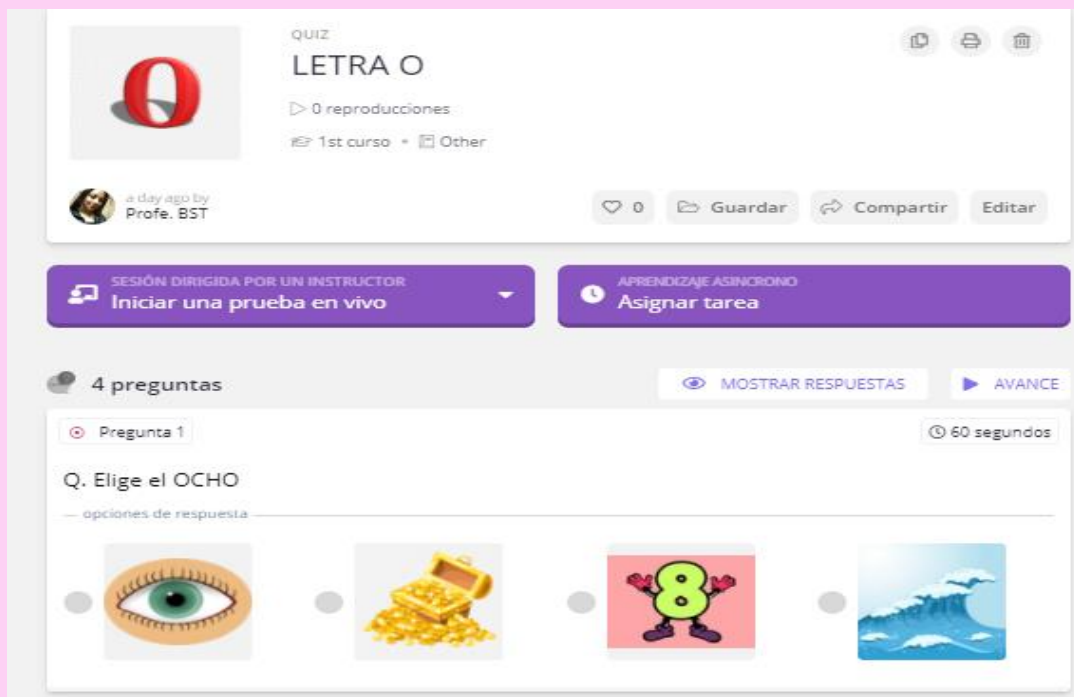 QUIZ
LETRA O
0 reproducciones
1st curso • Other
a day ago by
Profe. BST
0
Guardar
Compartir
Editar
SESIÓN DIRIGIDA POR UN INSTRUCTOR
Iniciar una prueba en vivo
APRENDIZAJE ASINCRONO
Asignar tarea
4 preguntas
MOSTRAR RESPUESTAS
AVANCE
Pregunta 1
60 segundos
Q. Elige el OCHO
opciones de respuesta
8